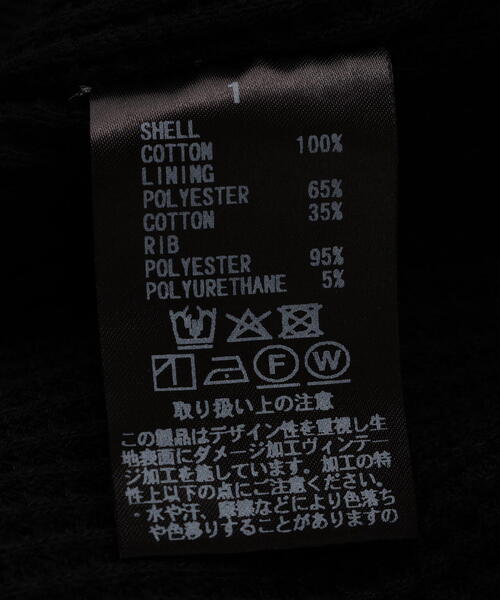 1
SHELL
COTTON 100%
LINING
POLYESTER 65%
COTTON 35%
RIB
POLYESTER 95%
POLYURETHANE 5%
F W
取り扱い上の注意
この製品はデザイン性を重視し生
地表面にダメージ加工ヴィンテー
ジ加工を施しています。加工の特
性上以下の点にご注意ください。
・水や汗、摩擦などにより色落ち
や色移りすることがありますの